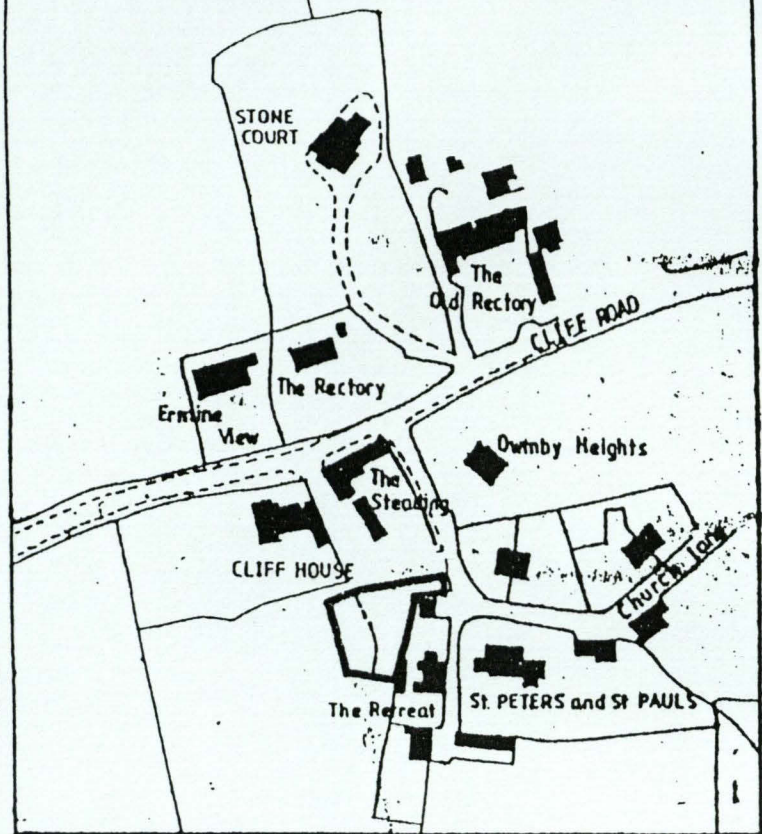 STONE
COURT
The
Old Rectory
CLIFF ROAD
The Rectory
Ermine
View
Owmby Heights
The
Steading
CLIFF HOUSE
Church Lane
The Retreat
St. PETERS and St PAULS